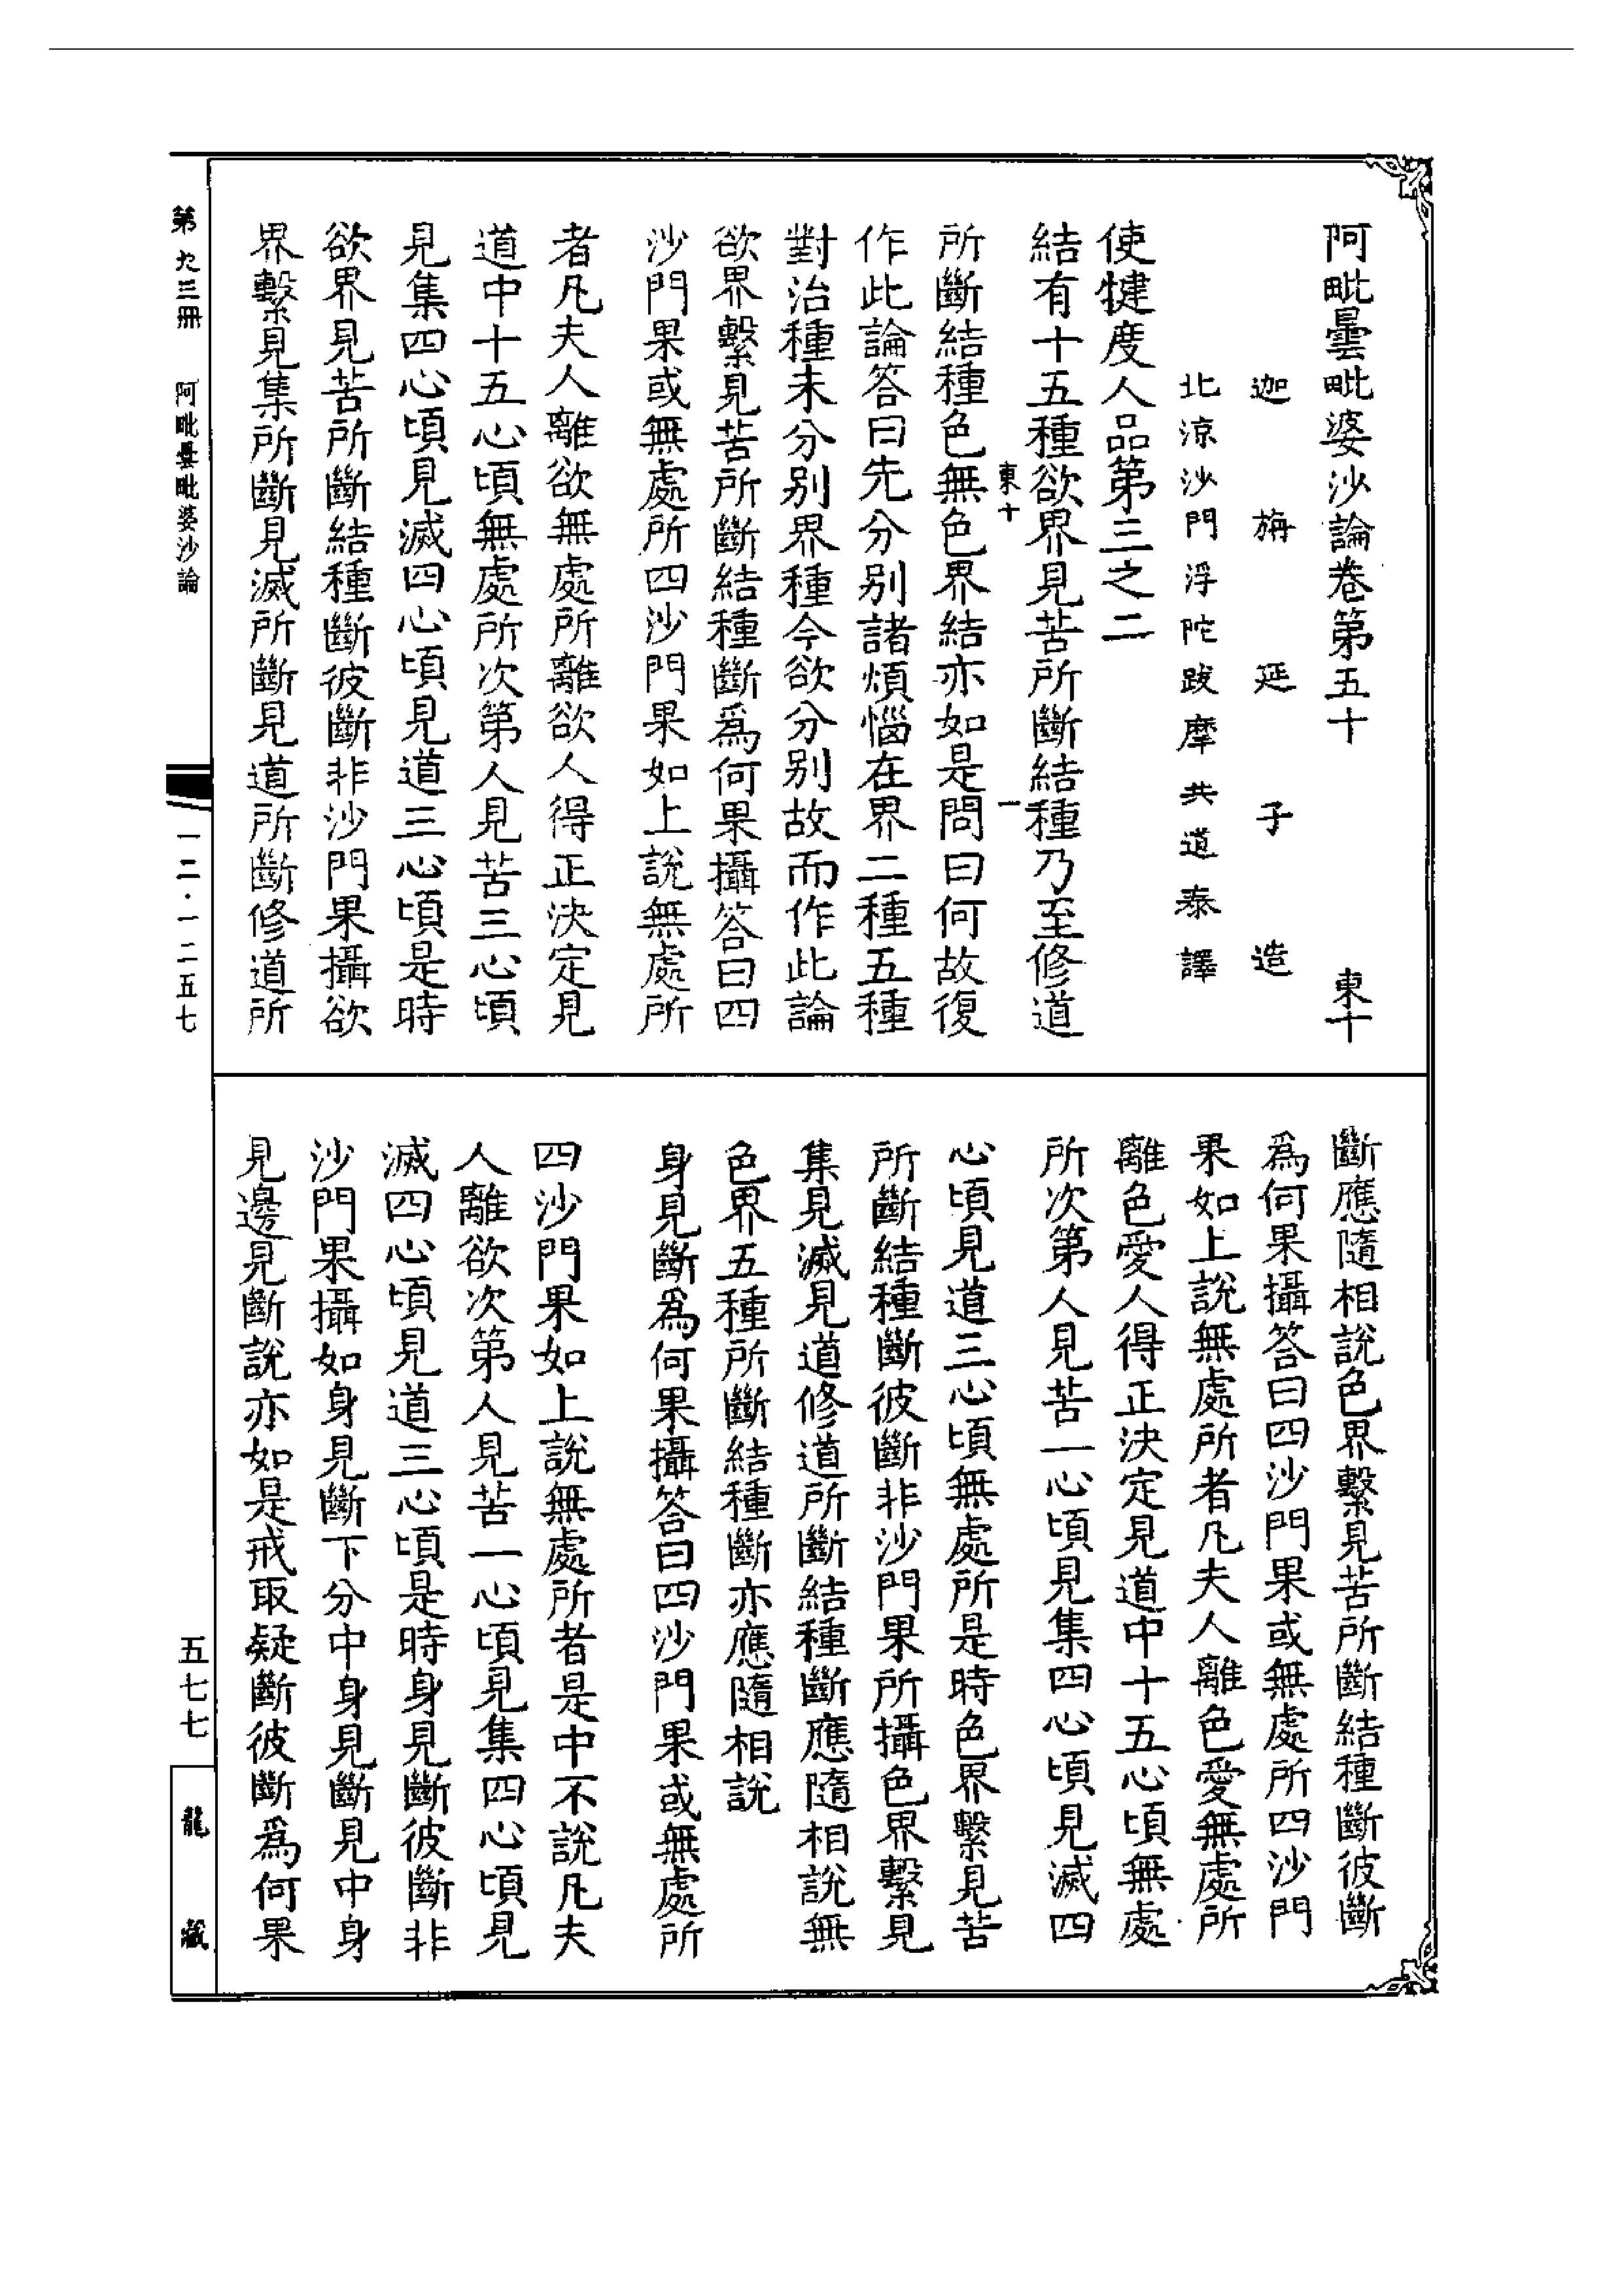 阿毗曇毗婆沙論卷第五十 東十
迦旃延子造
北涼沙門浮陀跋摩共道泰譯
使犍度人品第三之二
結有十五種欲界見苦所斷結種乃至修道
東十 一
所斷結種色無色界結亦如是問曰何故復
作此論答曰先分別諸煩惱在界二種五種
對治種未分別界種今欲分別故而作此論
欲界繫見苦所斷結種斷為何果攝答曰四
沙門果或無處所四沙門果如上說無處所
者凡夫人離欲無處所離欲人得正決定見
道中十五心頃無處所次第人見苦三心頃
見集四心頃見滅四心頃見道三心頃是時
欲界見苦所斷結種斷彼斷非沙門果攝欲
界繫見集所斷見滅所斷見道所斷修道所
斷應隨相說色界繫見苦所斷結種斷彼斷
為何果攝答曰四沙門果或無處所四沙門
果如上說無處所者凡夫人離色愛無處所
離色愛人得正決定見道中十五心頃無處
所次第人見苦一心頃見集四心頃見滅四
心頃見道三心頃無處所是時色界繫見苦
所斷結種斷彼斷非沙門果所攝色界繫見
集見滅見道修道所斷結種斷應隨相說無
色界五種所斷結種斷亦應隨相說
身見斷為何果攝答曰四沙門果或無處所
四沙門果如上說無處所者是中不說凡夫
人離欲次第人見苦一心頃見集四心頃見
滅四心頃見道三心頃是時身見斷彼斷非
沙門果攝如身見斷下分中身見斷見中身
見邊見斷說亦如是戒取疑斷彼斷為何果
第九三冊 阿毗曇毗婆沙論
一二·一二五七
五七七
龍藏